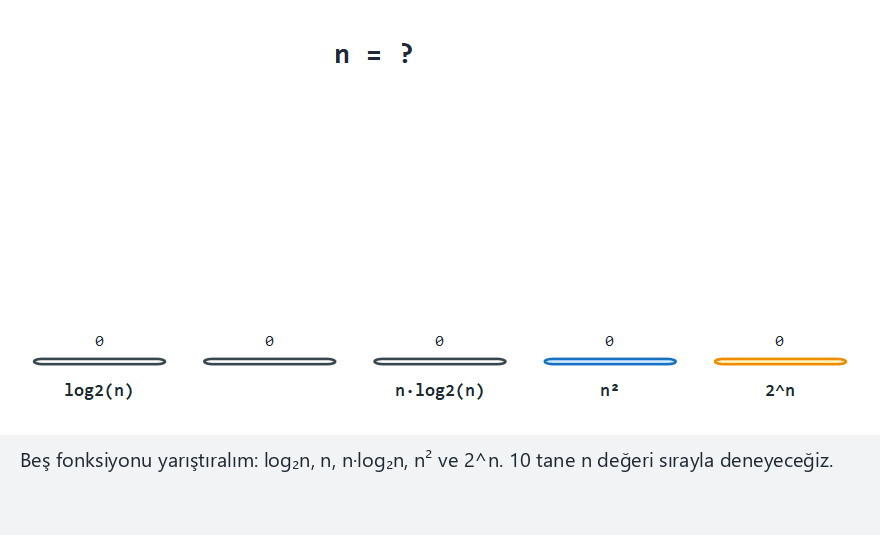 n = ?
0 0 0 0 0
log2(n) n·log2(n) n² 2^n
Beş fonksiyonu yarıştıralım: log₂n, n, n·log₂n, n² ve 2^n. 10 tane n değeri sırayla deneyeceğiz.